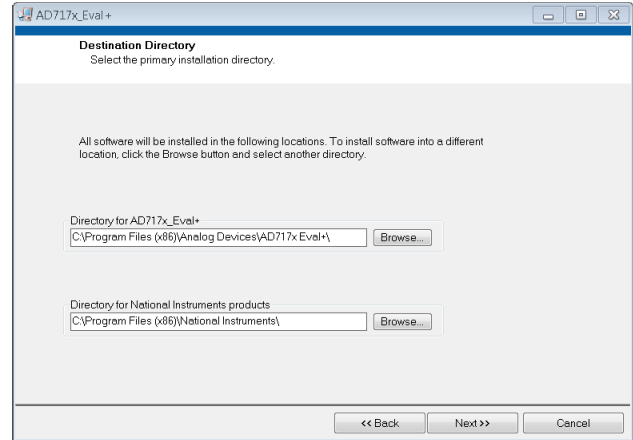 AD717x_Eval +
Destination Directory
Select the primary installation directory.
All software will be installed in the following locations. To install software into a different
location, click the Browse button and select another directory.
Directory for AD717x_Eval+
C:\Program Files (x86)\Analog Devices\AD717x Eval+\
Browse...
Directory for National Instruments products
C:\Program Files (x86)\National Instruments\
Browse...
<< Back
Next >>
Cancel